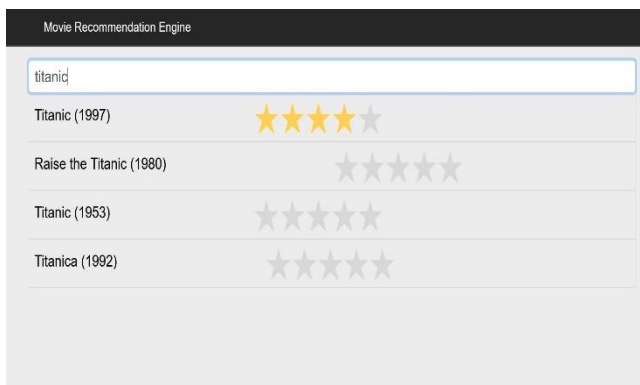 Movie Recommendation Engine
titanic
Titanic (1997)
Raise the Titanic (1980)
Titanic (1953)
Titanica (1992)